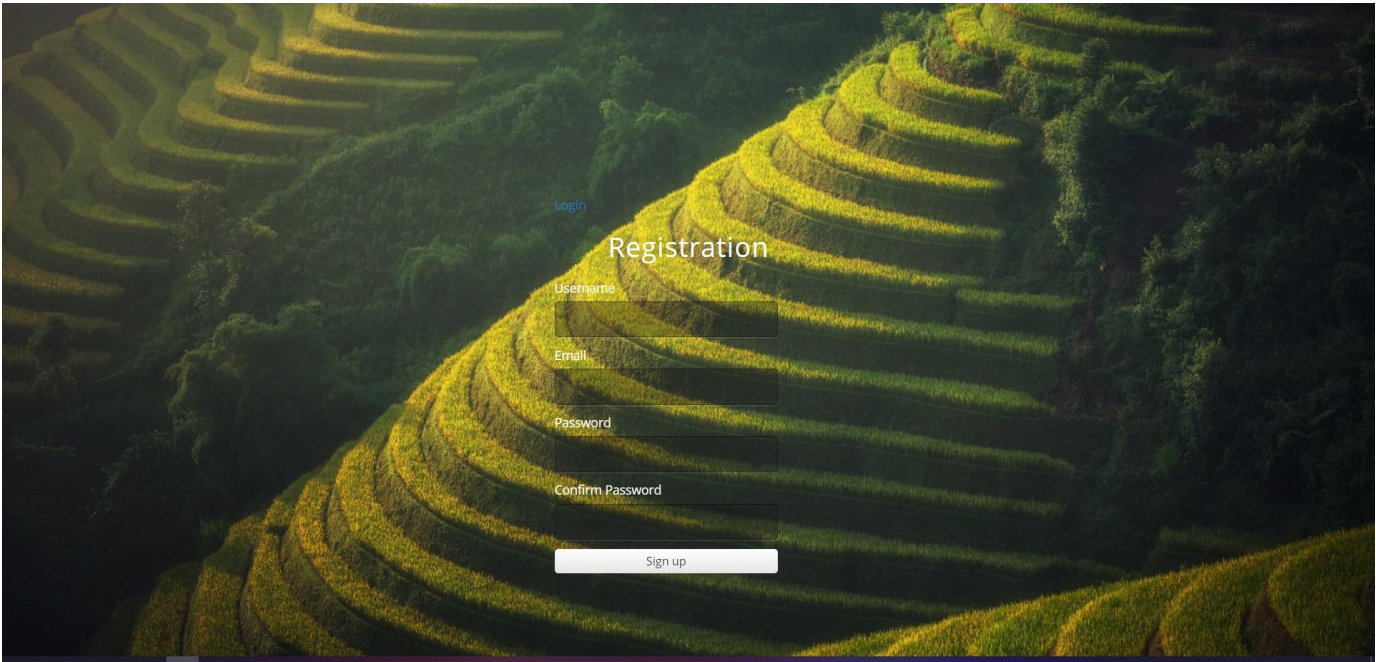 Login
Registration
Username
Email
Password
Confirm Password
Sign up